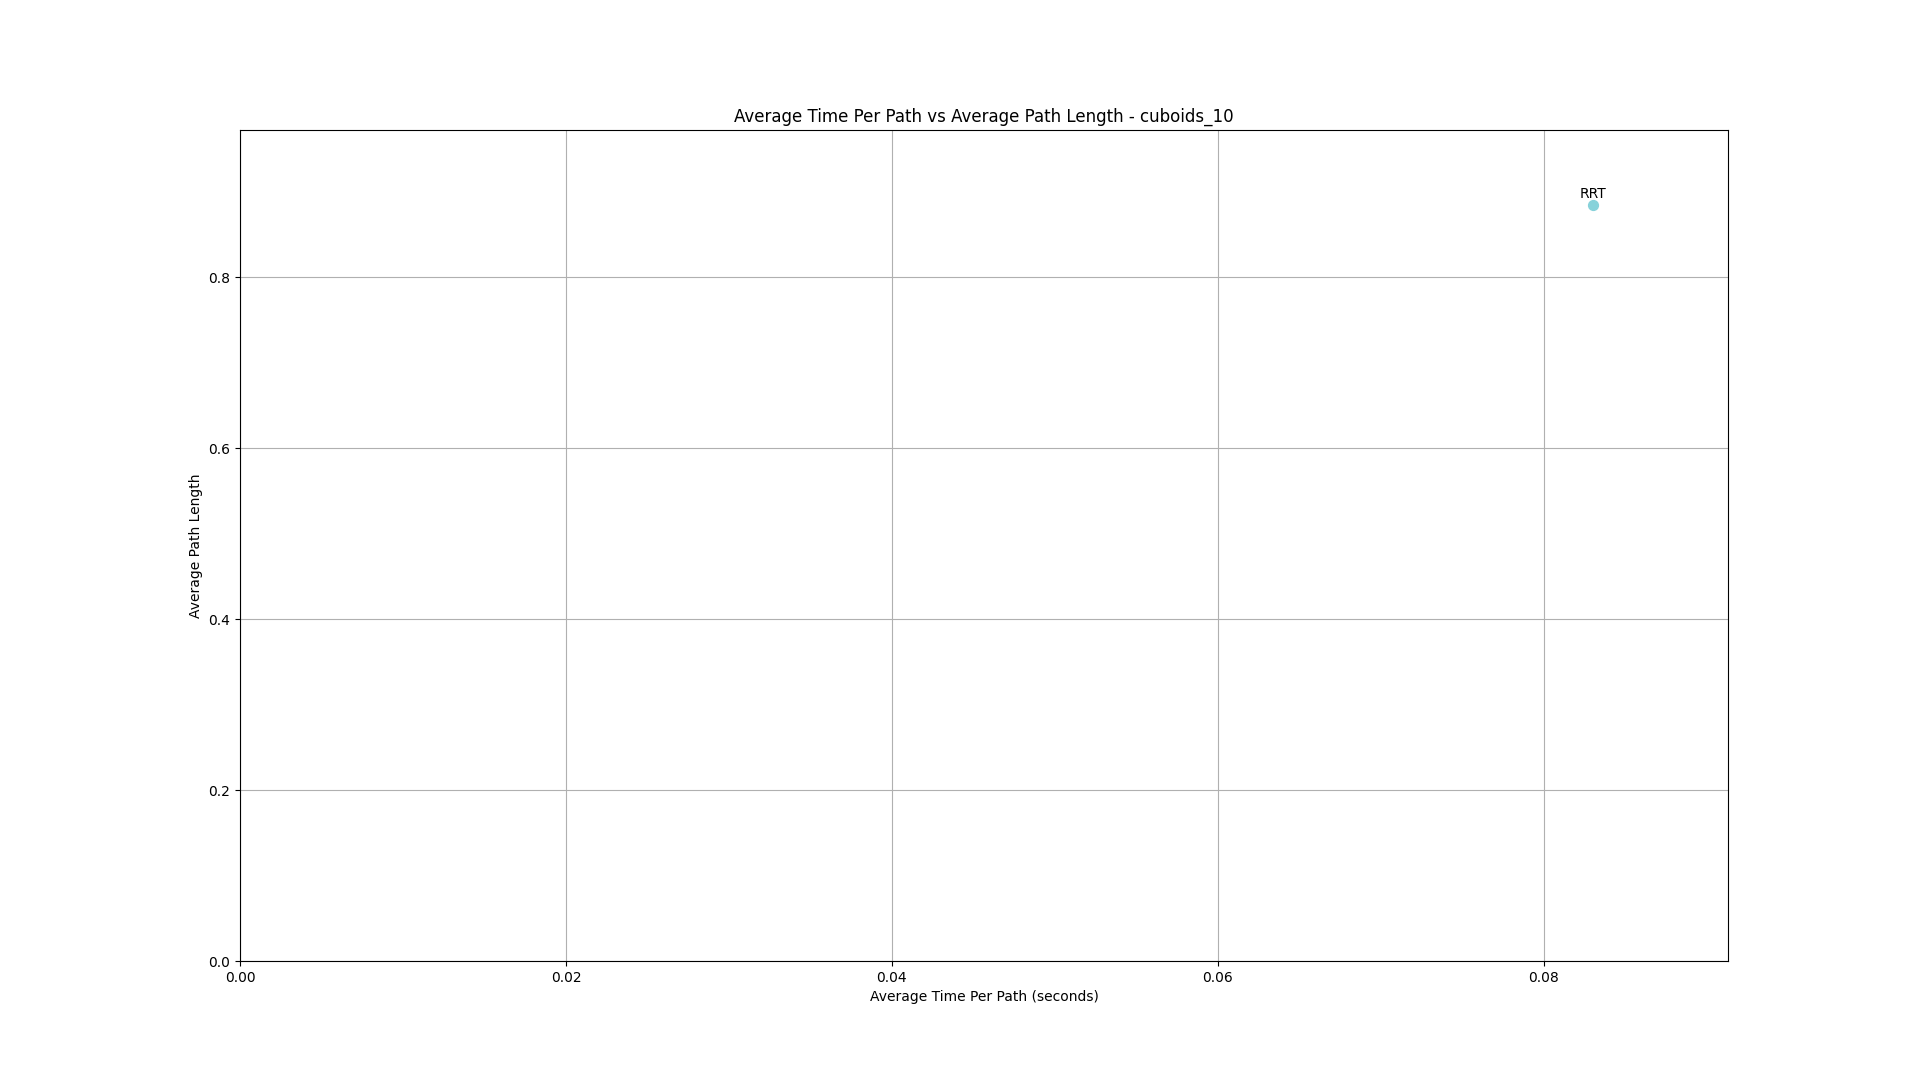 Average Time Per Path vs Average Path Length - cuboids_10
RRT
0.8
0.6
0.4
0.2
0.0
Average Path Length
0.00 0.02 0.04 0.06 0.08
Average Time Per Path (seconds)